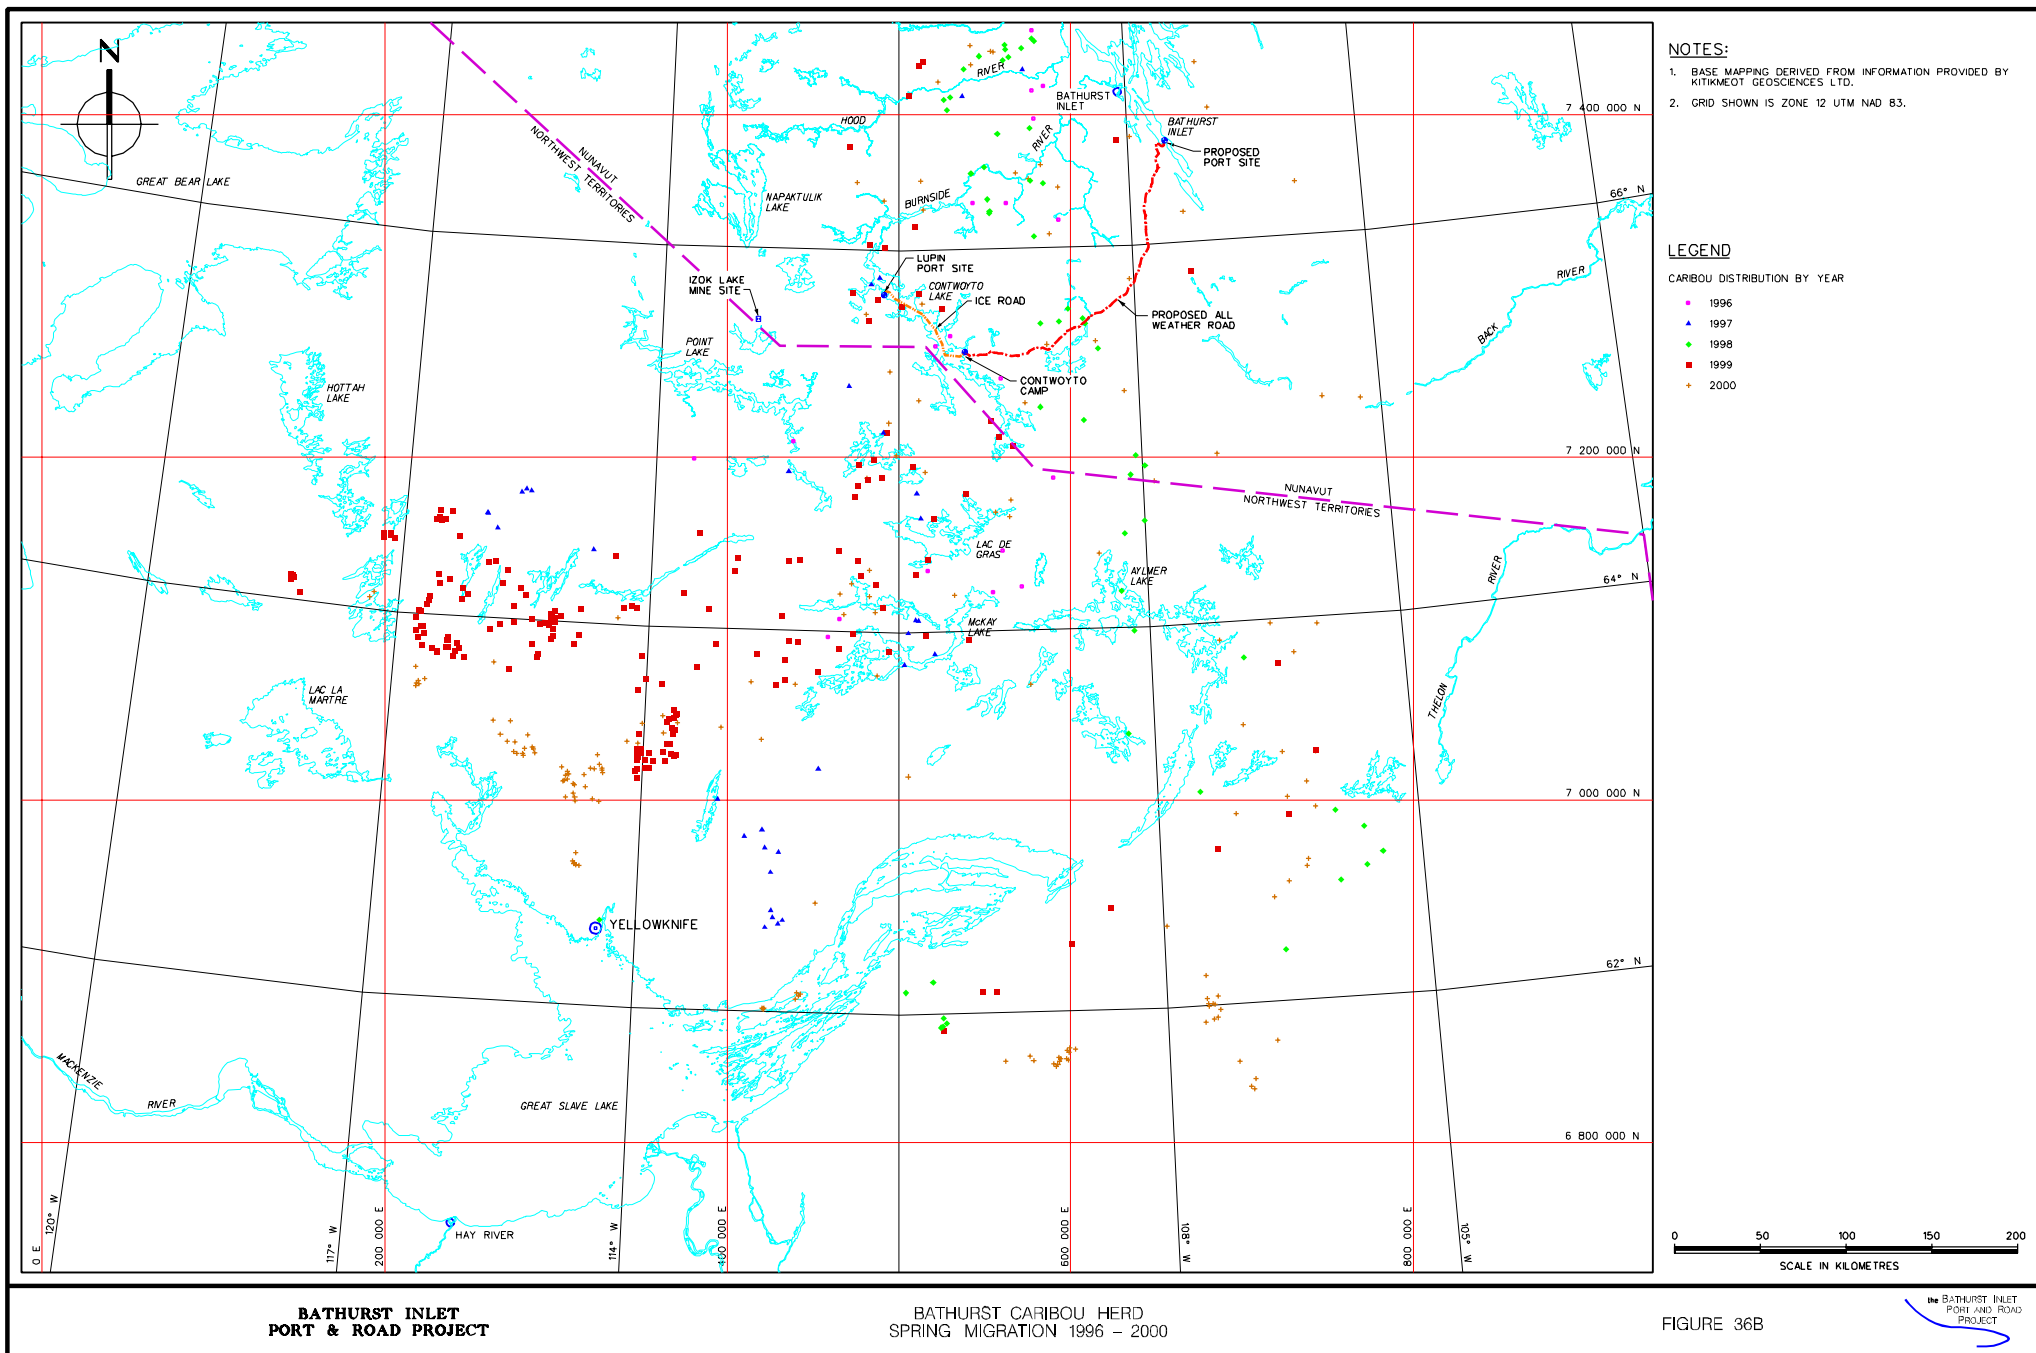 N
GREAT BEAR LAKE
NUNAVUT
NORTHWEST TERRITORIES
HOOD
RIVER
BATHURST
INLET
RIVER
BATHURST
INLET
PROPOSED
PORT SITE
7 400 000 N
NAPAKTULIK
LAKE
BURNSIDE
66° N
LUPIN
PORT SITE
IZOK LAKE
MINE SITE
CONTWOYTO
LAKE
ICE ROAD
PROPOSED ALL
WEATHER ROAD
RIVER
BACK
POINT
LAKE
HOTTAH
LAKE
CONTWOYTO
CAMP
7 200 000 N
NUNAVUT
NORTHWEST TERRITORIES
LAC DE
GRAS
AYLMER
LAKE
RIVER
64° N
McKAY
LAKE
LAC LA
MARTRE
THELON
7 000 000 N
YELLOWKNIFE
62° N
MACKENZIE
RIVER
GREAT SLAVE LAKE
6 800 000 N
HAY RIVER
0 E
120° W
117° W
200 000 E
114° W
400 000 E
600 000 E
108° W
800 000 E
105° W
NOTES:
1. BASE MAPPING DERIVED FROM INFORMATION PROVIDED BY
KITIKMEOT GEOSCIENCES LTD.
2. GRID SHOWN IS ZONE 12 UTM NAD 83.
LEGEND
CARIBOU DISTRIBUTION BY YEAR
1996
1997
1998
1999
2000
0 50 100 150 200
SCALE IN KILOMETRES
BATHURST INLET
PORT & ROAD PROJECT
BATHURST CARIBOU HERD
SPRING MIGRATION 1996 - 2000
FIGURE 36B
the BATHURST INLET
PORT AND ROAD
PROJECT